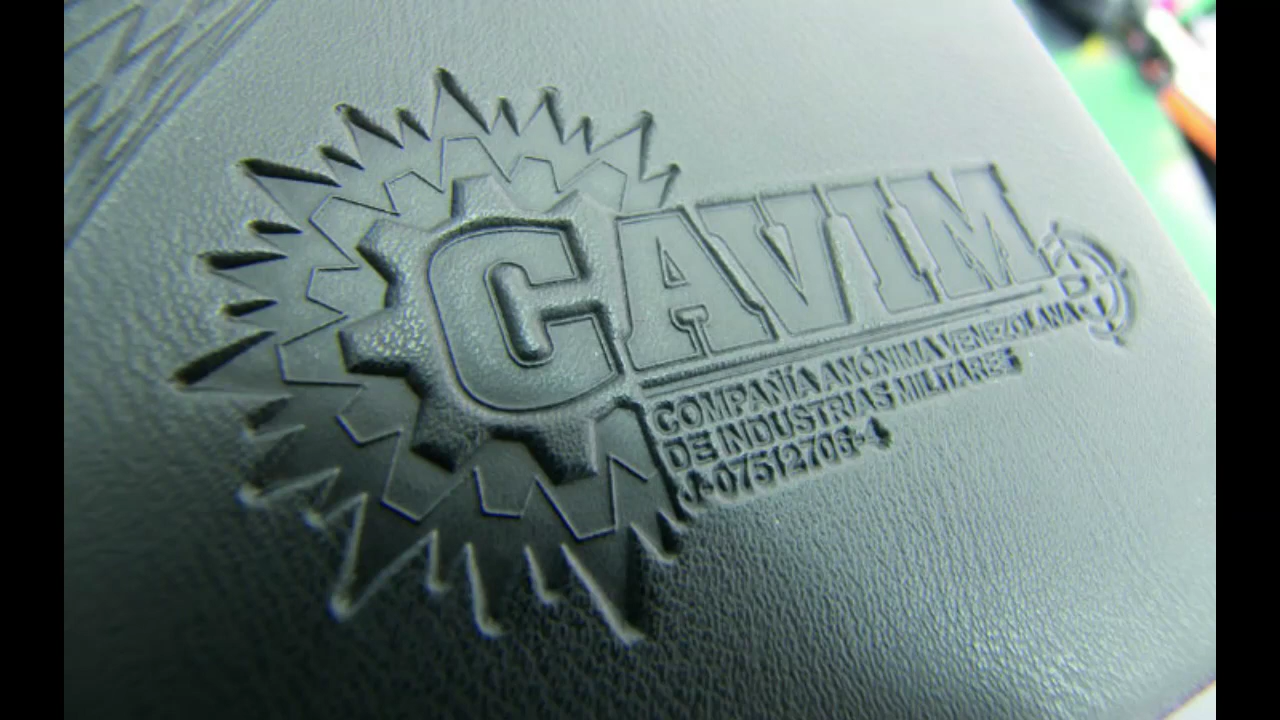 CAVIM
COMPAÑÍA ANÓNIMA VENEZOLANA
DE INDUSTRIAS MILITARES
J-07512706-4